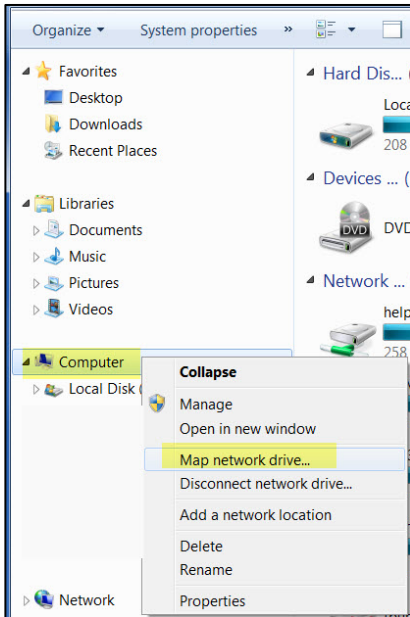 Organize System properties »
Favorites
Desktop
Downloads
Recent Places
Libraries
Documents
Music
Pictures
Videos
Computer
Local Disk (
Network
Hard Dis... (
208
Devices ... (
DVD
DVD
Network ...
help
258
Collapse
Manage
Open in new window
Map network drive...
Disconnect network drive...
Add a network location
Delete
Rename
Properties